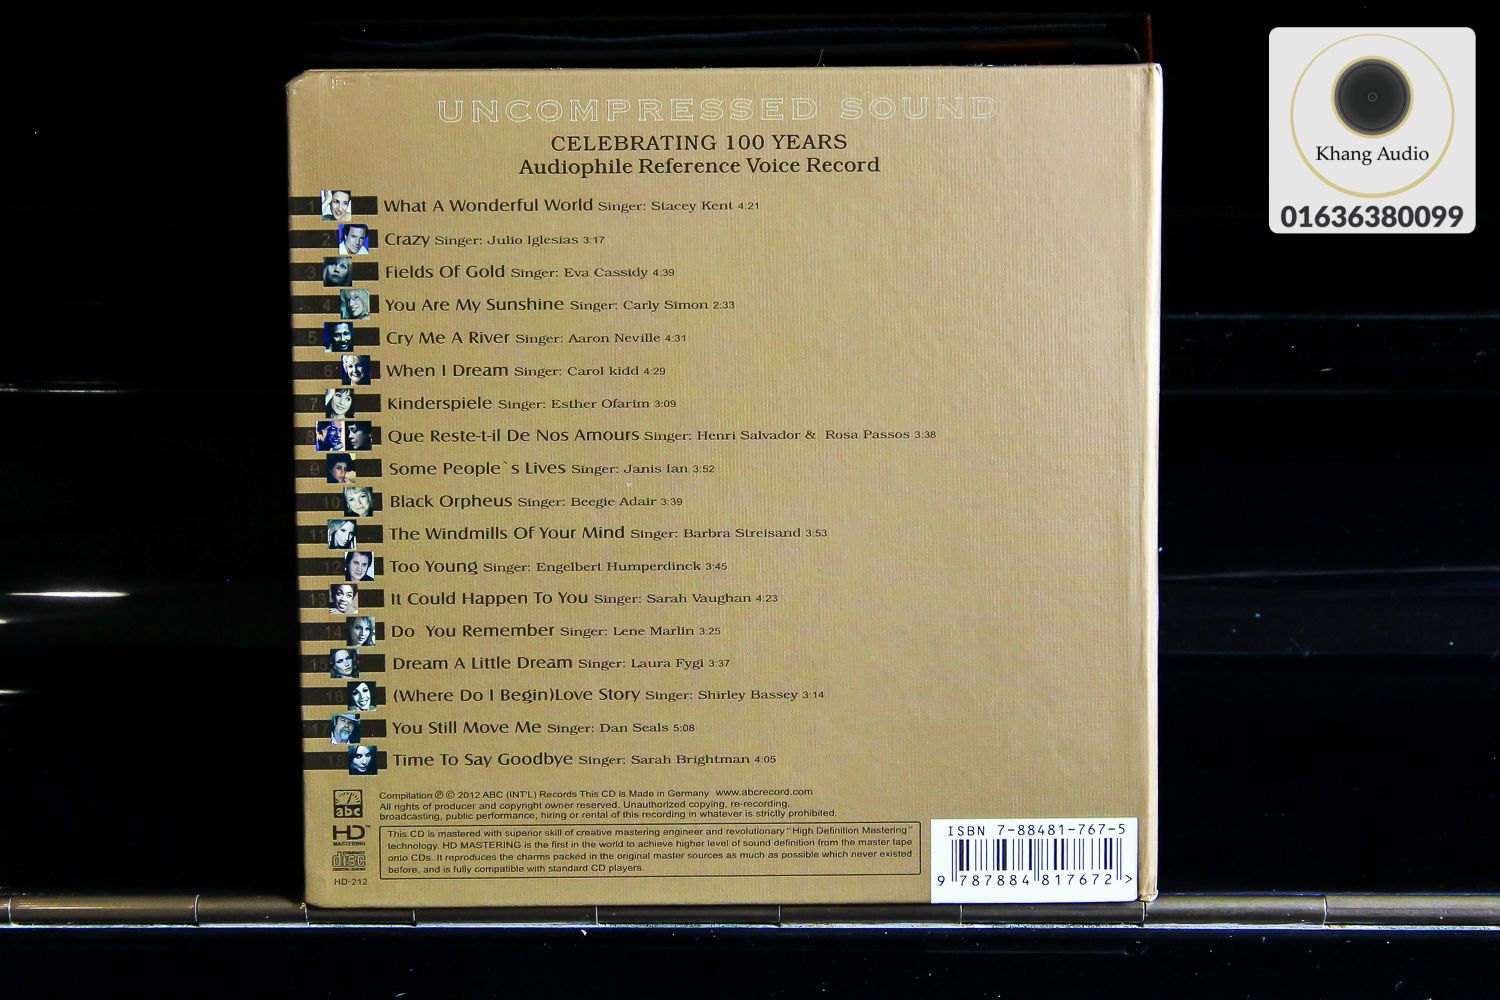 Khang Audio
01636380099
UNCOMPRESSED SOUND
CELEBRATING 100 YEARS
Audiophile Reference Voice Record
1 What A Wonderful World Singer: Stacey Kent 4:21
2 Crazy Singer: Julio Iglesias 3:17
3 Fields Of Gold Singer: Eva Cassidy 4:39
4 You Are My Sunshine Singer: Carly Simon 2:33
5 Cry Me A River Singer: Aaron Neville 4:31
6 When I Dream Singer: Carol kidd 4:29
7 Kinderspiele Singer: Esther Ofarim 3:09
8 Que Reste-t-il De Nos Amours Singer: Henri Salvador & Rosa Passos 3:38
9 Some People`s Lives Singer: Janis Ian 3:52
10 Black Orpheus Singer: Beegie Adair 3:39
11 The Windmills Of Your Mind Singer: Barbra Streisand 3:53
12 Too Young Singer: Engelbert Humperdinck 3:45
13 It Could Happen To You Singer: Sarah Vaughan 4:23
14 Do You Remember Singer: Lene Marlin 3:25
15 Dream A Little Dream Singer: Laura Fygi 3:37
16 (Where Do I Begin)Love Story Singer: Shirley Bassey 3:14
17 You Still Move Me Singer: Dan Seals 5:08
18 Time To Say Goodbye Singer: Sarah Brightman 4:05
abc
Compilation ℗ © 2012 ABC (INT'L) Records This CD is Made in Germany www.abcrecord.com
All rights of producer and copyright owner reserved. Unauthorized copying, re-recording,
broadcasting, public performance, hiring or rental of this recording in whatever is strictly prohibited.
HD™
MASTERING
This CD is mastered with superior skill of creative mastering engineer and revolutionary "High Definition Mastering"
technology. HD MASTERING is the first in the world to achieve higher level of sound definition from the master tape
onto CDs. It reproduces the charms packed in the original master sources as much as possible which never existed
before, and is fully compatible with standard CD players.
COMPACT
disc
DIGITAL AUDIO
HD-212
ISBN 7-88481-767-5
9 787884 817672 >